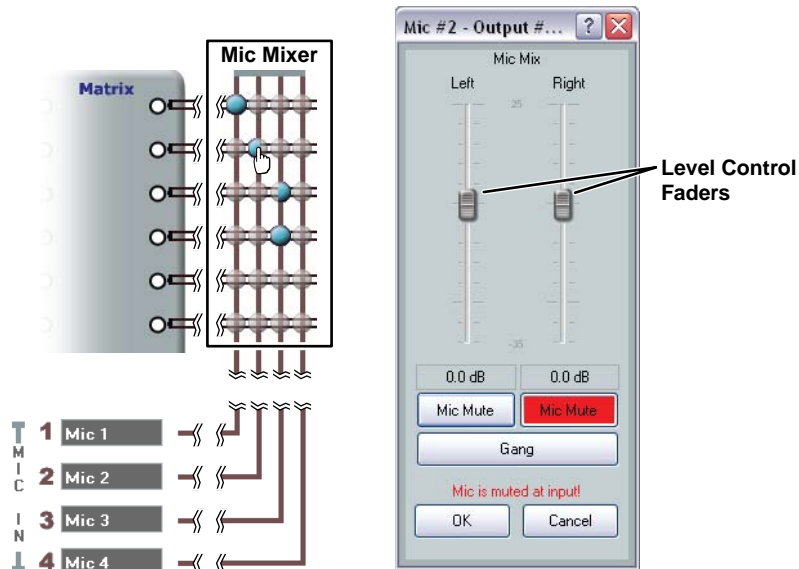 Mic Mixer
Matrix
T
M
I
C
I
N
1 Mic 1
2 Mic 2
3 Mic 3
4 Mic 4
Mic #2 - Output #...
?
Mic Mix
Left Right
25
-35
0.0 dB 0.0 dB
Mic Mute Mic Mute
Gang
Mic is muted at input!
OK Cancel
Level Control
Faders